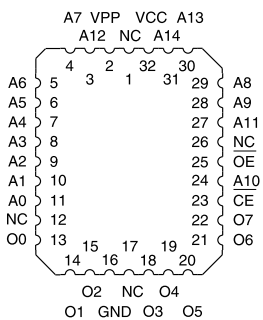 A7 VPP VCC A13
A12 NC A14
4 2 32 30
3 1 31
A6 5 29 A8
A5 6 28 A9
A4 7 27 A11
A3 8 26 NC
A2 9 25 OE
A1 10 24 A10
A0 11 23 CE
NC 12 22 O7
O0 13 21 O6
15 17 19
14 16 18 20
O2 NC O4
O1 GND O3 O5